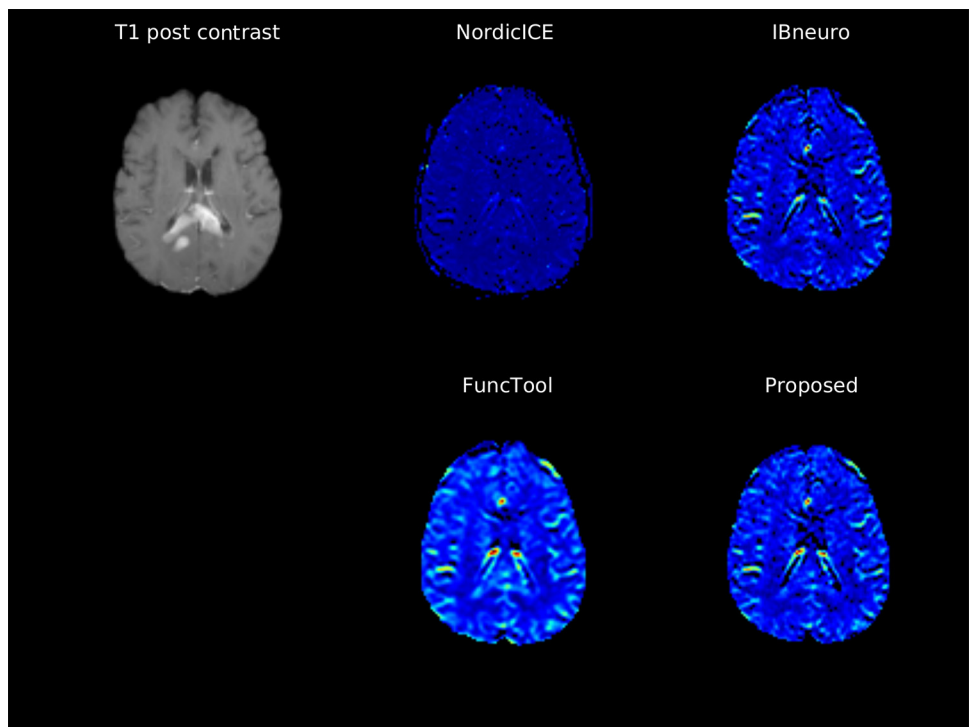 T1 post contrast
NordicICE
IBneuro
FuncTool
Proposed